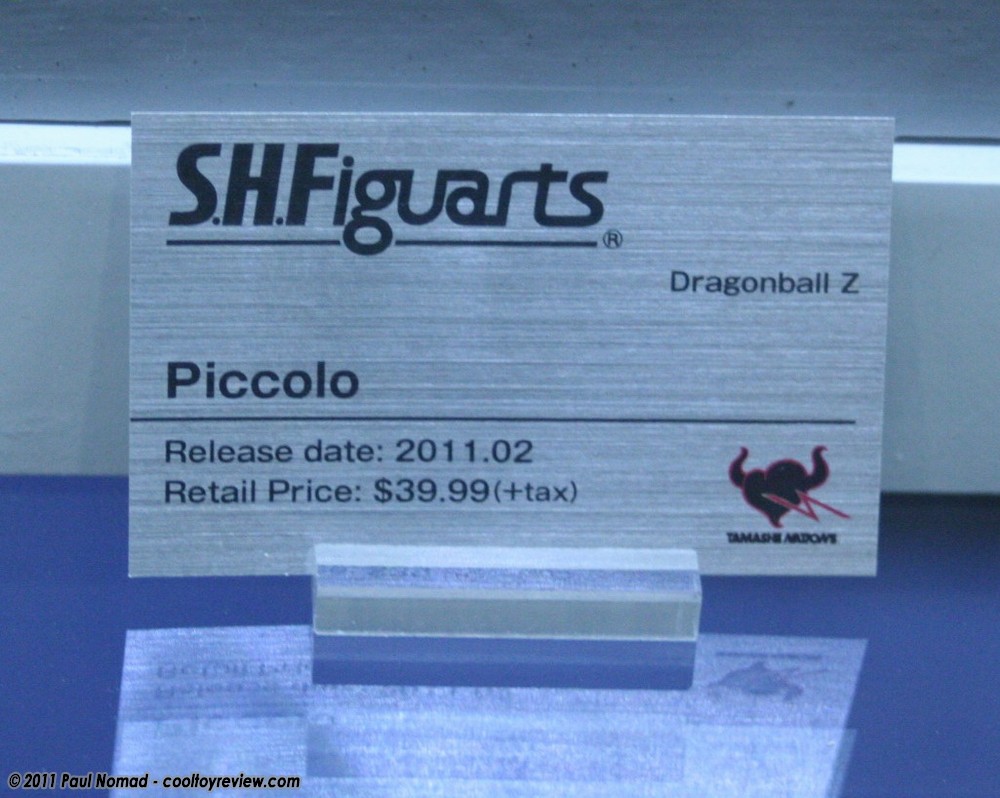 S.H.Figuarts®
Dragonball Z
Piccolo
Release date: 2011.02
Retail Price: $39.99(+tax)
TAMASHII NATIONS
©2011 Paul Nomad - cooltoyreview.com